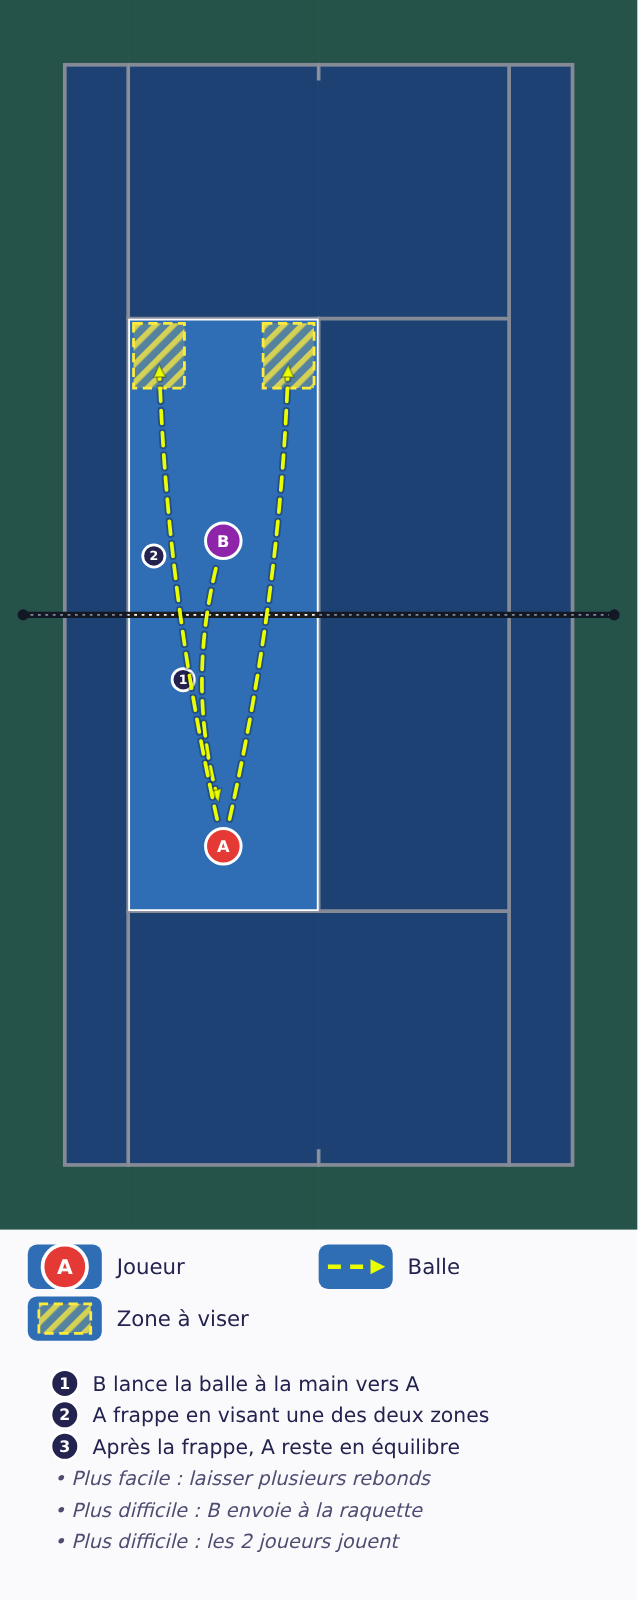 B
2
1
A
A Joueur
Balle
Zone à viser
1 B lance la balle à la main vers A
2 A frappe en visant une des deux zones
3 Après la frappe, A reste en équilibre
• Plus facile : laisser plusieurs rebonds
• Plus difficile : B envoie à la raquette
• Plus difficile : les 2 joueurs jouent